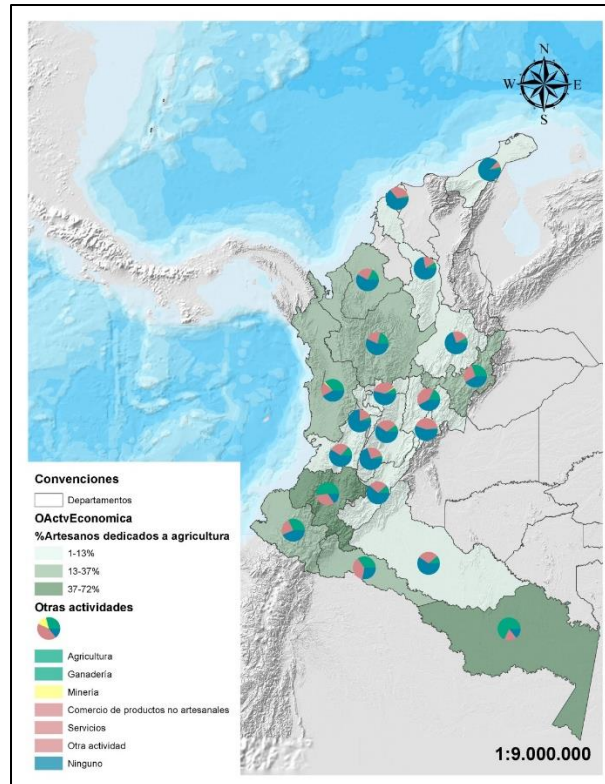 N
W E
S
Convenciones
Departamentos
OActvEconomica
%Artesanos dedicados a agricultura
1-13%
13-37%
37-72%
Otras actividades
Agricultura
Ganadería
Minería
Comercio de productos no artesanales
Servicios
Otra actividad
Ninguno
1:9.000.000